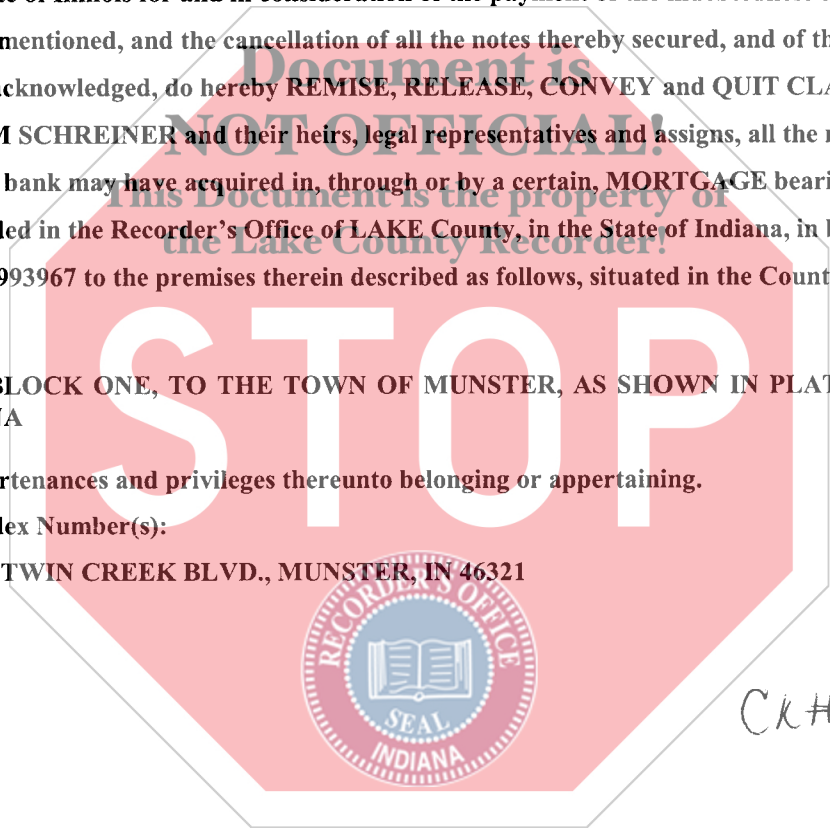 mentioned, and the cancellation of all the notes thereby secured, and of th
Document is
cknowledged, do hereby REMISE, RELEASE, CONVEY and QUIT CLA
NOT OFFICIAL!
M SCHREINER and their heirs, legal representatives and assigns, all the
bank may have acquired in, through or by a certain, MORTGAGE beari
This Document is the property of
led in the Recorder's Office of LAKE County, in the State of Indiana, in
the Lake County Recorder!
993967 to the premises therein described as follows, situated in the Count
STOP
BLOCK ONE, TO THE TOWN OF MUNSTER, AS SHOWN IN PLAT
NA
rtenances and privileges thereunto belonging or appertaining.
dex Number(s):
TWIN CREEK BLVD., MUNSTER, IN 46321
RECORDER'S OFFICE
SEAL
INDIANA
CK#